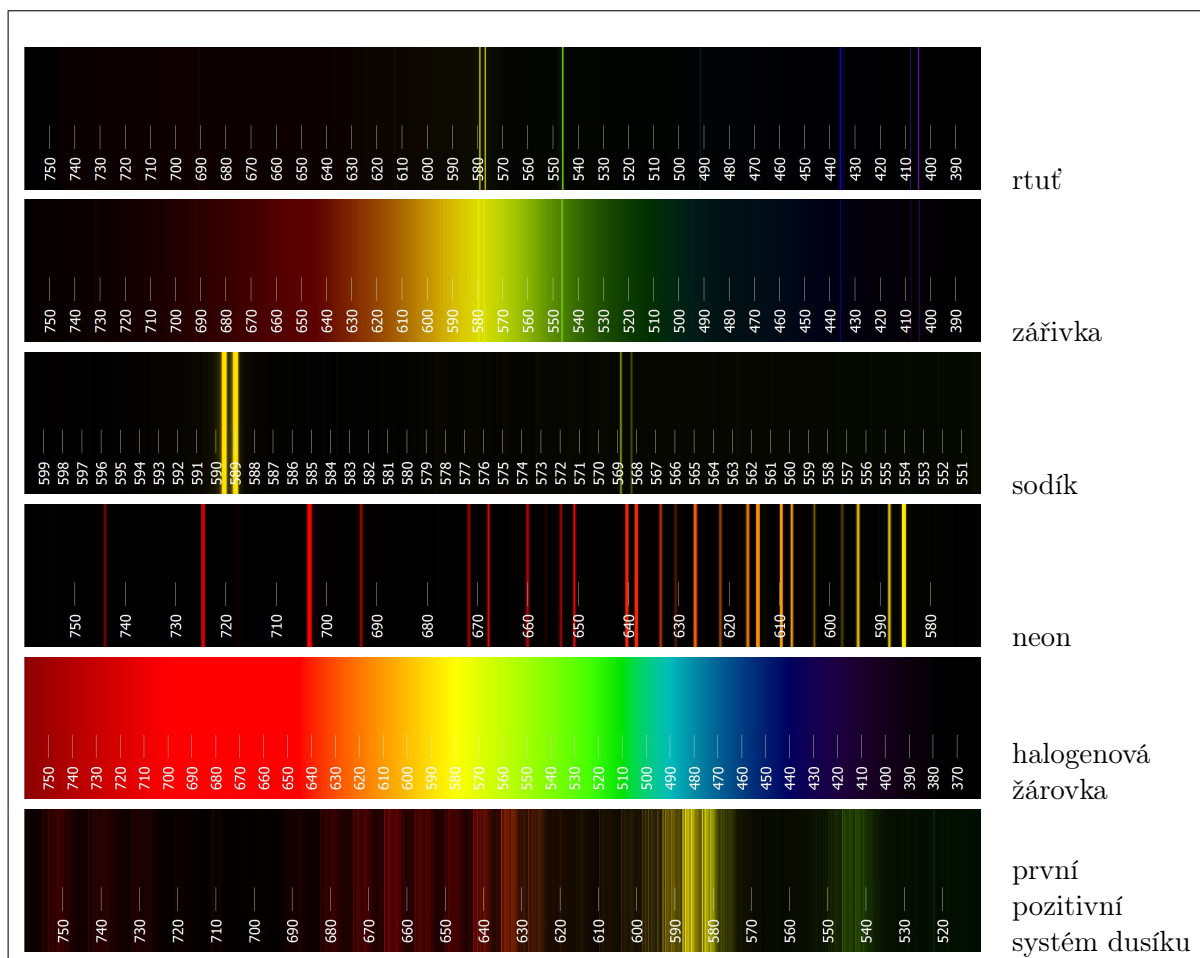 750 740 730 720 710 700 690 680 670 660 650 640 630 620 610 600 590 580 570 560 550 540 530 520 510 500 490 480 470 460 450 440 430 420 410 400 390
rtuť
750 740 730 720 710 700 690 680 670 660 650 640 630 620 610 600 590 580 570 560 550 540 530 520 510 500 490 480 470 460 450 440 430 420 410 400 390
zářivka
599 598 597 596 595 594 593 592 591 590 589 588 587 586 585 584 583 582 581 580 579 578 577 576 575 574 573 572 571 570 569 568 567 566 565 564 563 562 561 560 559 558 557 556 555 554 553 552 551
sodík
750 740 730 720 710 700 690 680 670 660 650 640 630 620 610 600 590 580
neon
750 740 730 720 710 700 690 680 670 660 650 640 630 620 610 600 590 580 570 560 550 540 530 520 510 500 490 480 470 460 450 440 430 420 410 400 390 380 370
halogenová
žárovka
750 740 730 720 710 700 690 680 670 660 650 640 630 620 610 600 590 580 570 560 550 540 530 520
první
pozitivní
systém dusíku